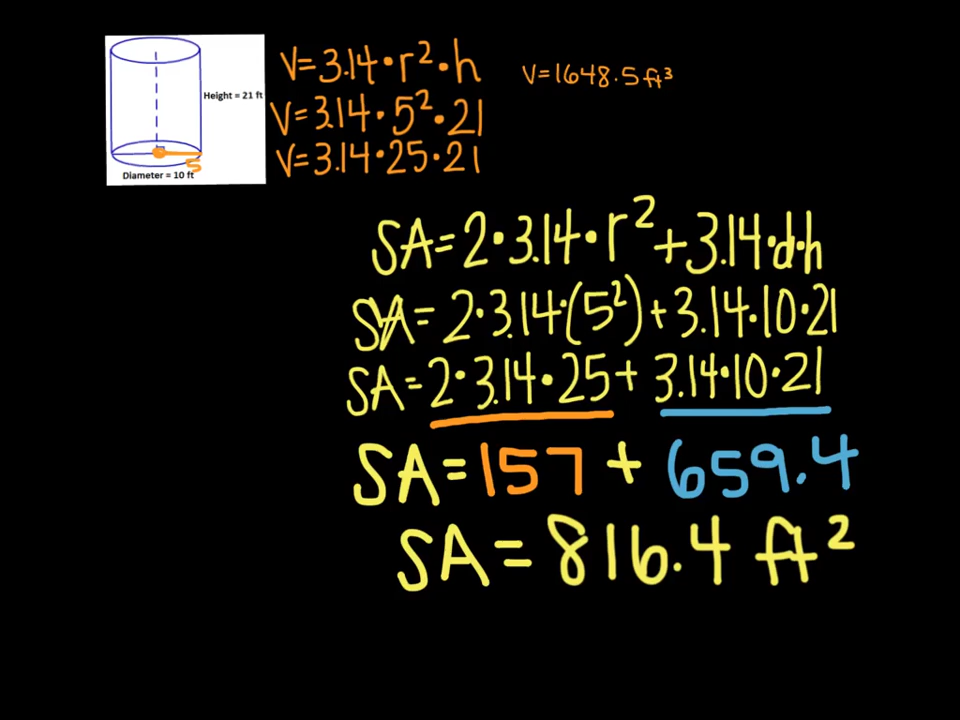 Height = 21 ft
5
Diameter = 10 ft
V=3.14•r²•h
V=3.14•5²•21
V=3.14•25•21
V=1648.5 ft³
SA=2•3.14•r²+3.14•d•h
SA=2•3.14•(5²)+3.14•10•21
SA=2•3.14•25+3.14•10•21
SA=157+659.4
SA=816.4 ft²